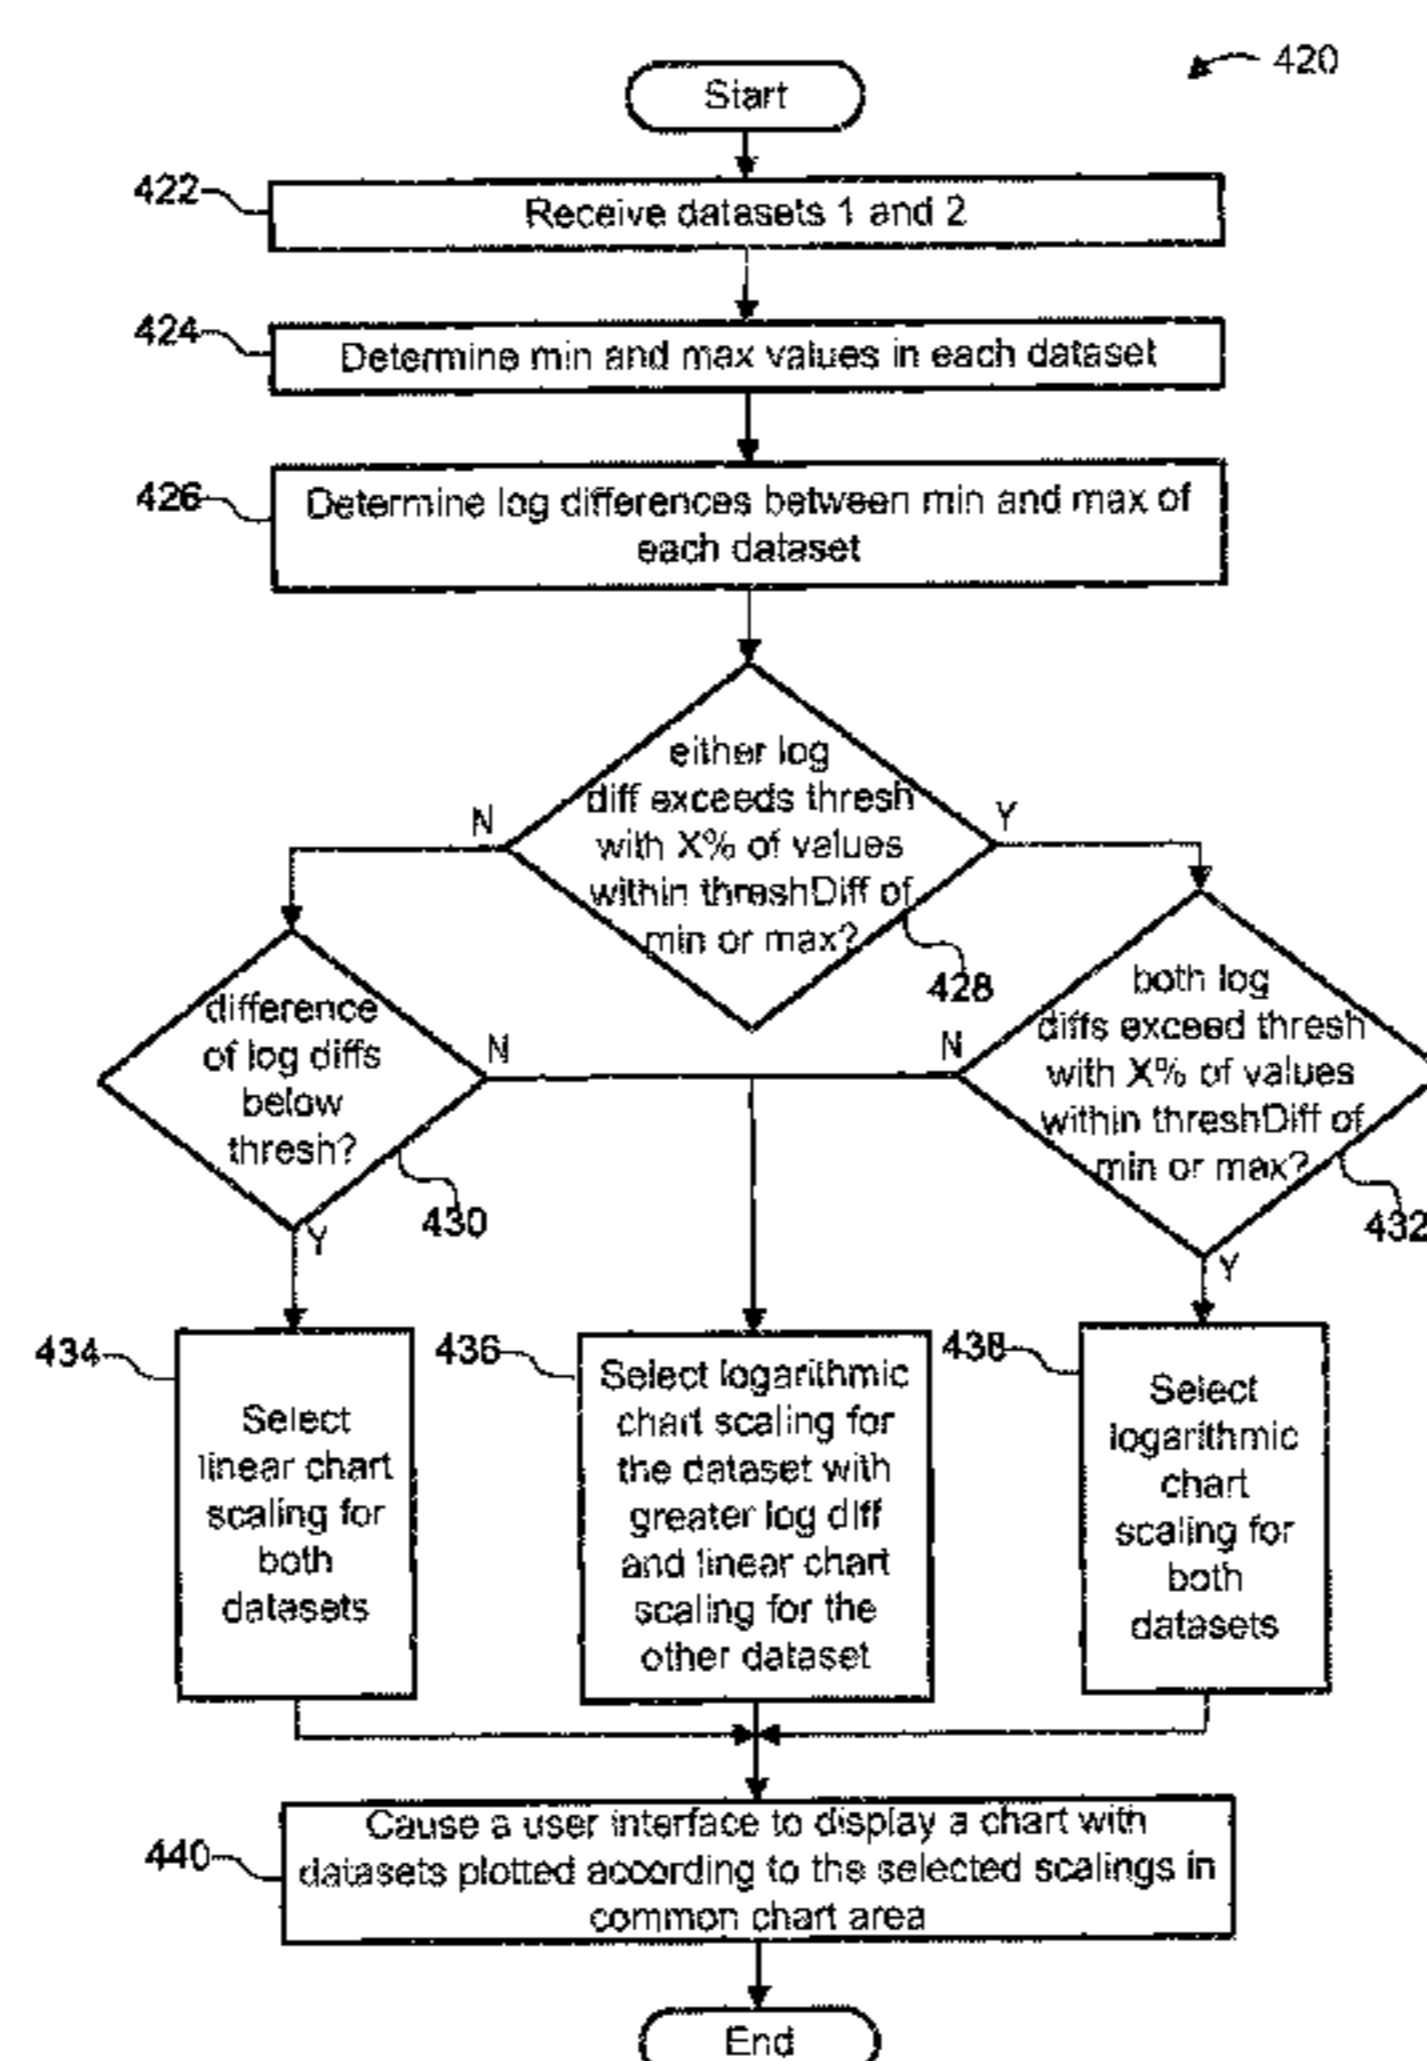 420
Start
422
Receive datasets 1 and 2
424
Determine min and max values in each dataset
426
Determine log differences between min and max of
each dataset
either log
diff exceeds thresh
with X% of values
within threshDiff of
min or max?
N
Y
428
difference
of log diffs
below
thresh?
N
Y
430
both log
diffs exceed thresh
with X% of values
within threshDiff of
min or max?
N
Y
432
434
Select
linear chart
scaling for
both
datasets
436
Select logarithmic
chart scaling for
the dataset with
greater log diff
and linear chart
scaling for the
other dataset
438
Select
logarithmic
chart
scaling for
both
datasets
440
Cause a user interface to display a chart with
datasets plotted according to the selected scalings in
common chart area
End